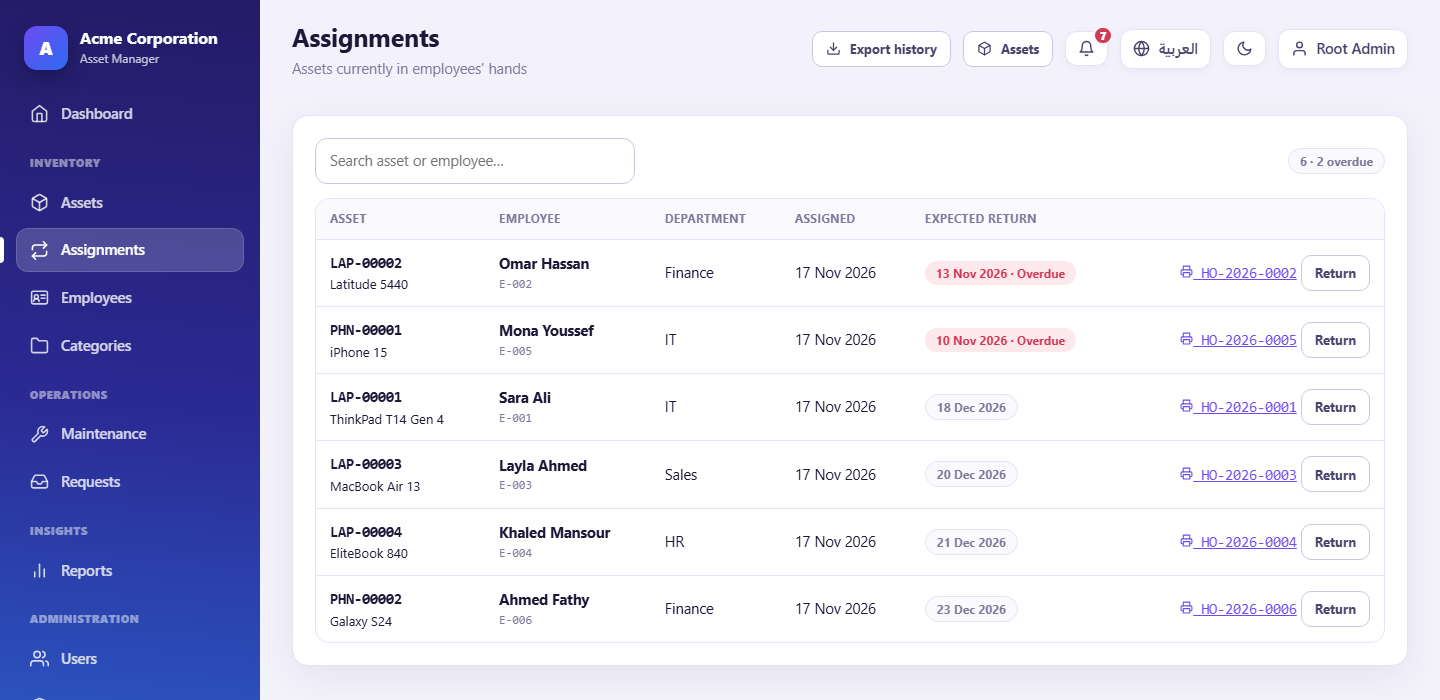 A
Acme Corporation
Asset Manager
Dashboard
INVENTORY
Assets
Assignments
Employees
Categories
OPERATIONS
Maintenance
Requests
INSIGHTS
Reports
ADMINISTRATION
Users
Assignments
Assets currently in employees' hands
Export history
Assets
7
العربية
Root Admin
Search asset or employee...
6 · 2 overdue
ASSET EMPLOYEE DEPARTMENT ASSIGNED EXPECTED RETURN
LAP-00002 Omar Hassan Finance 17 Nov 2026 13 Nov 2026 · Overdue HO-2026-0002 Return
Latitude 5440 E-002
PHN-00001 Mona Youssef IT 17 Nov 2026 10 Nov 2026 · Overdue HO-2026-0005 Return
iPhone 15 E-005
LAP-00001 Sara Ali IT 17 Nov 2026 18 Dec 2026 HO-2026-0001 Return
ThinkPad T14 Gen 4 E-001
LAP-00003 Layla Ahmed Sales 17 Nov 2026 20 Dec 2026 HO-2026-0003 Return
MacBook Air 13 E-003
LAP-00004 Khaled Mansour HR 17 Nov 2026 21 Dec 2026 HO-2026-0004 Return
EliteBook 840 E-004
PHN-00002 Ahmed Fathy Finance 17 Nov 2026 23 Dec 2026 HO-2026-0006 Return
Galaxy S24 E-006